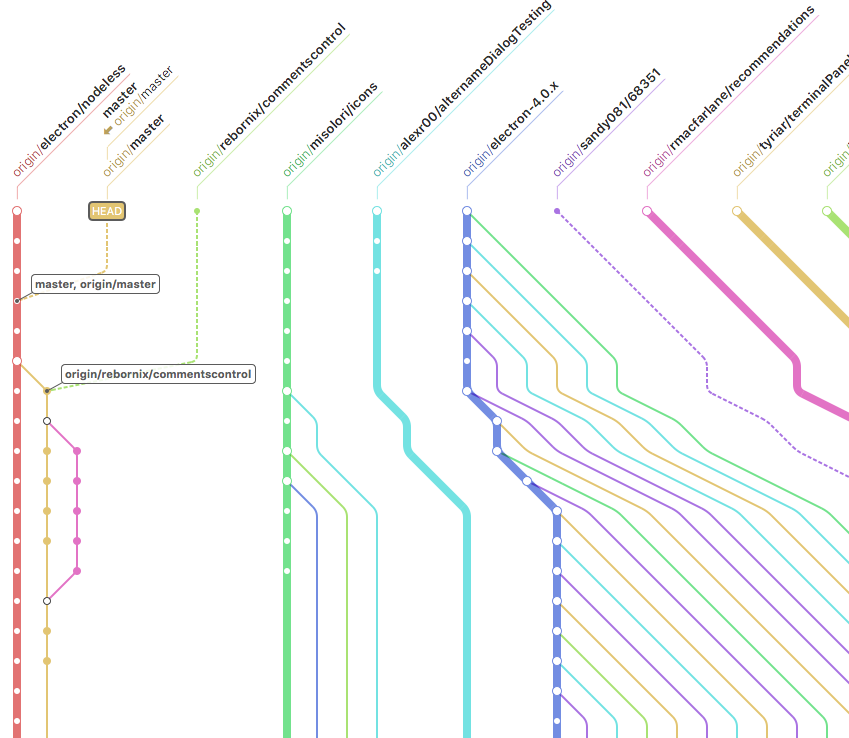 origin/electron/nodeless
master
origin/master
origin/master
origin/rebornix/commentscontrol
origin/misolori/icons
origin/alexr00/alternameDialogTesting
origin/electron-4.0.x
origin/sandy081/68351
origin/rmacfarlane/recommendations
origin/tyriar/terminalPanel
HEAD
master, origin/master
origin/rebornix/commentscontrol